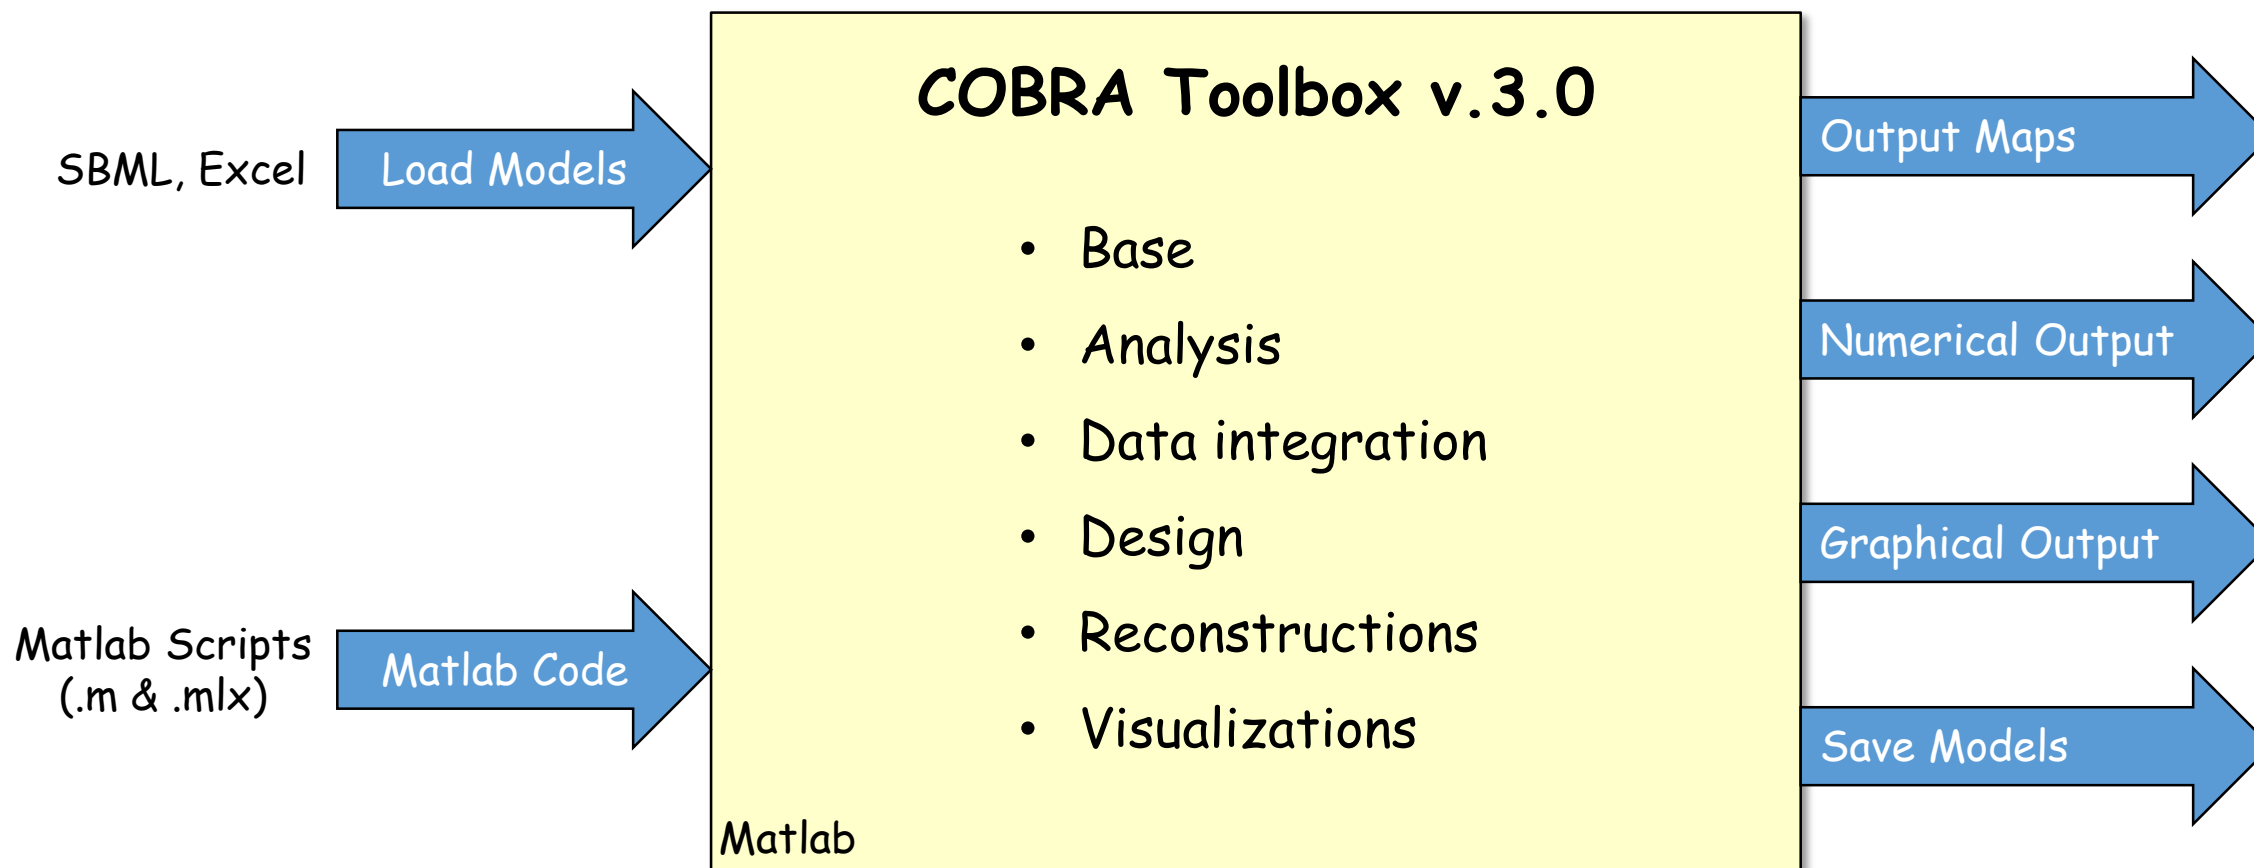 COBRA Toolbox v.3.0
SBML, Excel
Load Models
Matlab Scripts
(.m & .mlx)
Matlab Code
• Base
• Analysis
• Data integration
• Design
• Reconstructions
• Visualizations
Matlab
Output Maps
Numerical Output
Graphical Output
Save Models